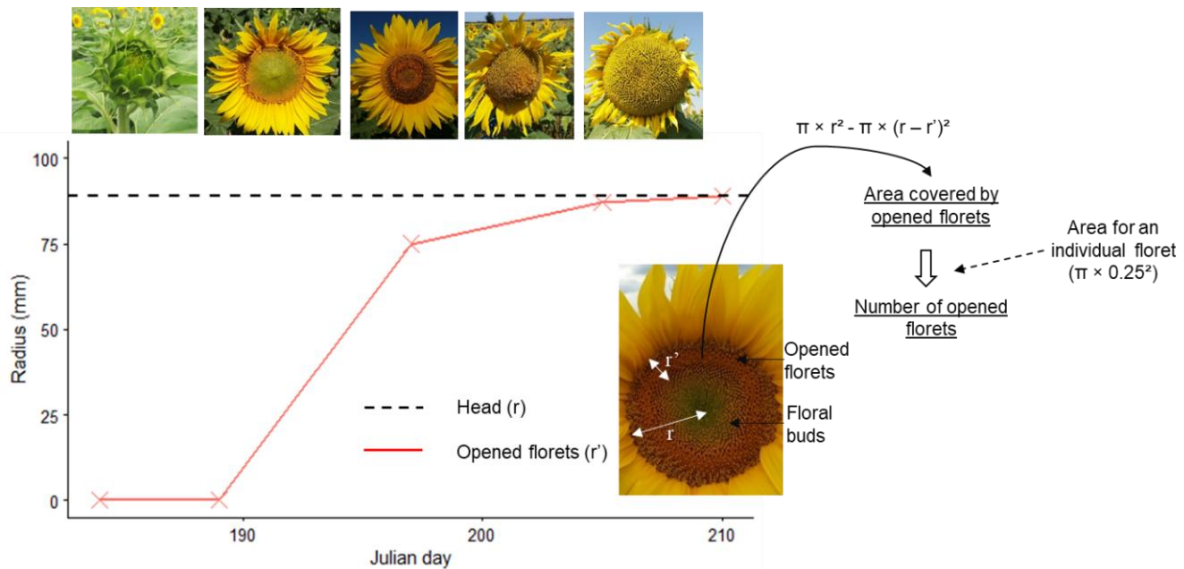 π × r² - π × (r – r’)²
Area covered by
opened florets
Area for an
individual floret
(π × 0.25²)
Number of opened
florets
100
75
50
25
0
Radius (mm)
190
200
210
Julian day
Head (r)
Opened florets (r’)
r’
r
Opened
florets
Floral
buds